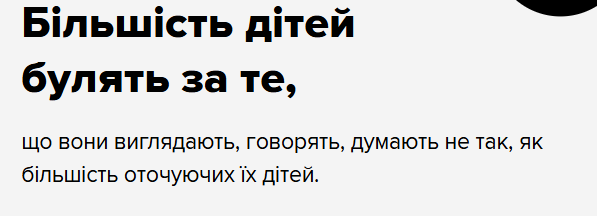 Більшість дітей
булять за те,
що вони виглядають, говорять, думають не так, як
більшість оточуючих їх дітей.